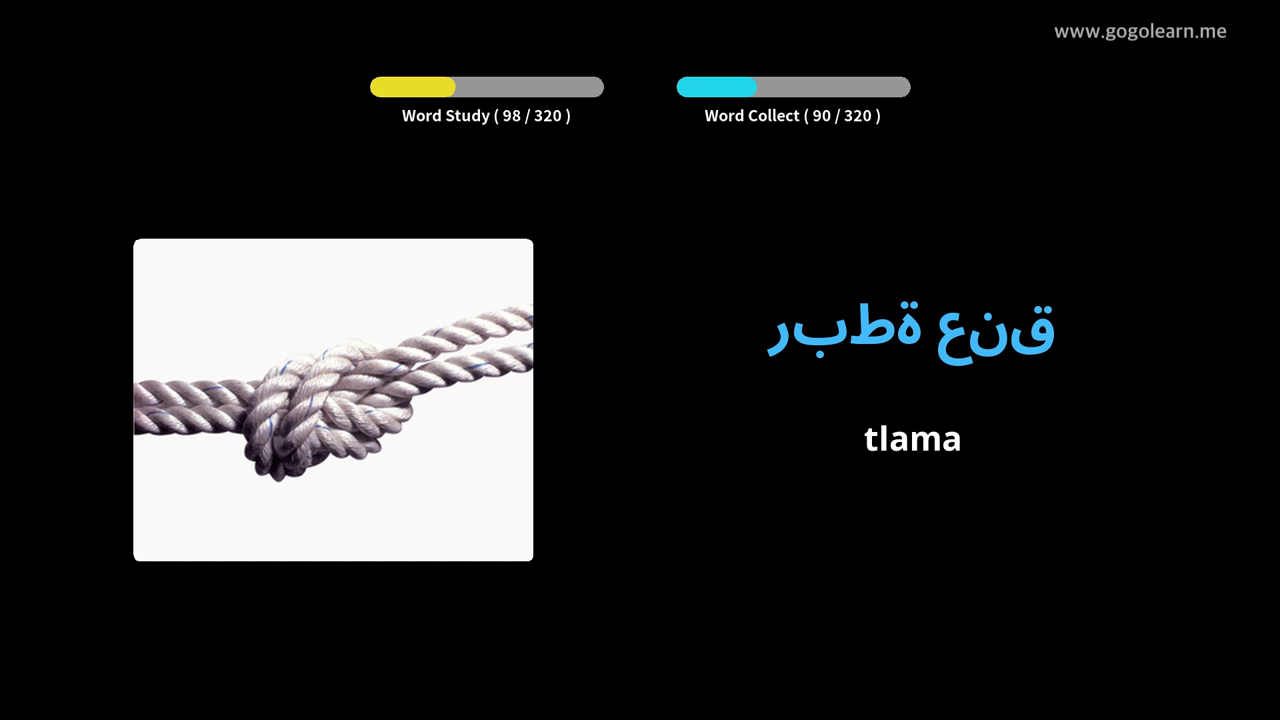 www.gogolearn.me
Word Study ( 98 / 320 )
Word Collect ( 90 / 320 )
ربطة عنق
tlama